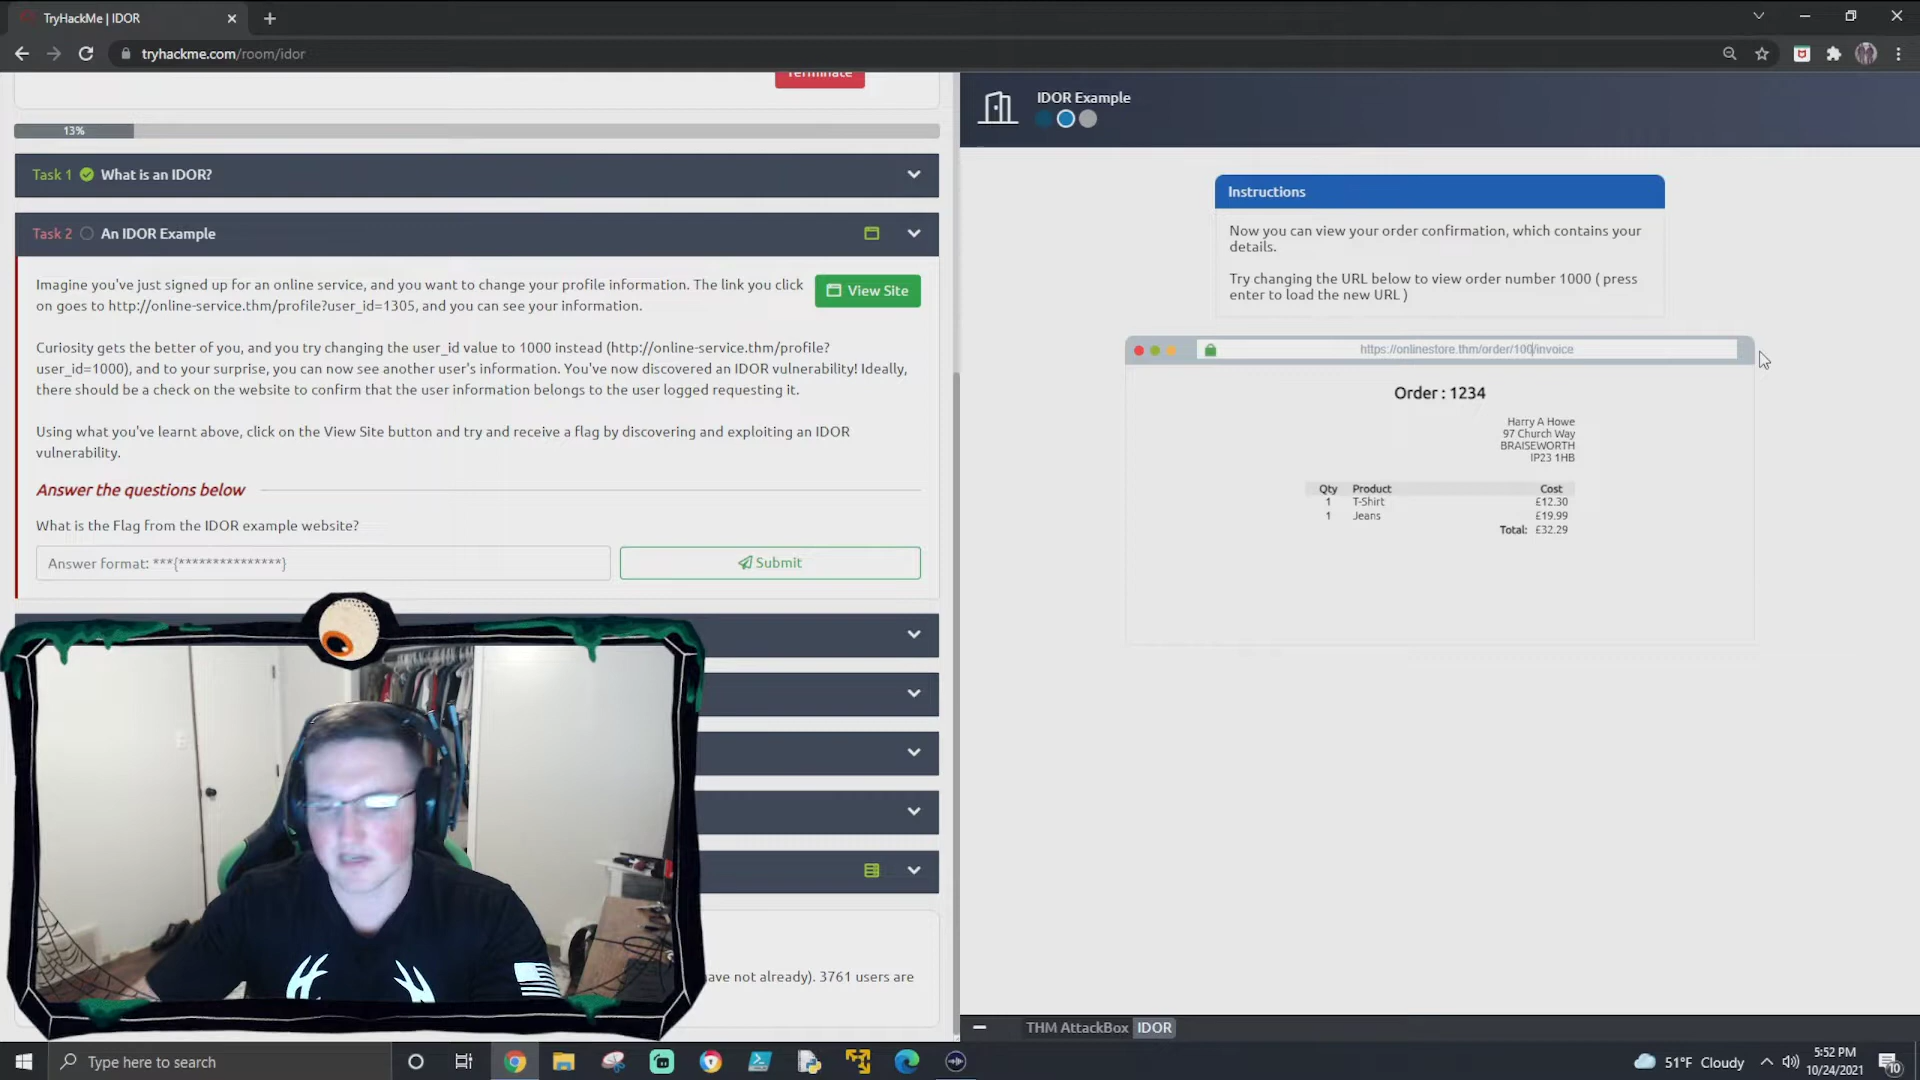 TryHackMe | IDOR
tryhackme.com/room/idor
Terminate
13%
Task 1 What is an IDOR?
Task 2 An IDOR Example
Imagine you've just signed up for an online service, and you want to change your profile information. The link you click
on goes to http://online-service.thm/profile?user_id=1305, and you can see your information.
View Site
Curiosity gets the better of you, and you try changing the user_id value to 1000 instead (http://online-service.thm/profile?
user_id=1000), and to your surprise, you can now see another user's information. You've now discovered an IDOR vulnerability! Ideally,
there should be a check on the website to confirm that the user information belongs to the user logged requesting it.
Using what you've learnt above, click on the View Site button and try and receive a flag by discovering and exploiting an IDOR
vulnerability.
Answer the questions below
What is the Flag from the IDOR example website?
Answer format: ***{***************}
Submit
ave not already). 3761 users are
IDOR Example
Instructions
Now you can view your order confirmation, which contains your
details.
Try changing the URL below to view order number 1000 ( press
enter to load the new URL )
https://onlinestore.thm/order/100/invoice
Order : 1234
Harry A Howe
97 Church Way
BRAISEWORTH
IP23 1HB
Qty Product Cost
1 T-Shirt £12.30
1 Jeans £19.99
Total: £32.29
THM AttackBox IDOR
Type here to search
51°F Cloudy
5:52 PM
10/24/2021
10